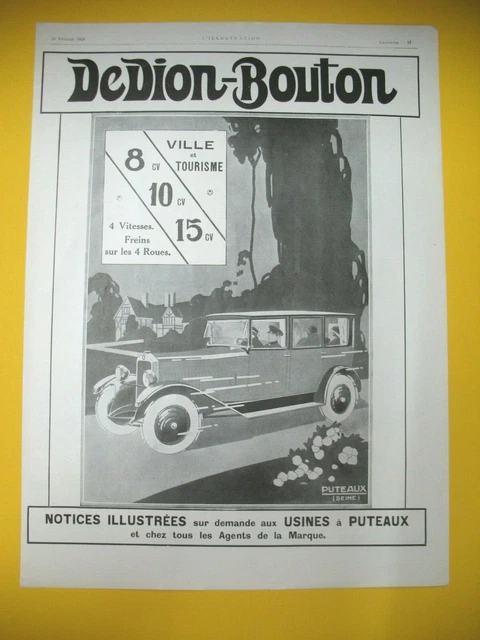 L'ILLUSTRATION
DeDion-Bouton
VILLE
et
TOURISME
8 CV
10 CV
15 CV
4 Vitesses.
Freins
sur les 4 Roues.
PUTEAUX
(SEINE)
NOTICES ILLUSTRÉES sur demande aux USINES à PUTEAUX
et chez tous les Agents de la Marque.